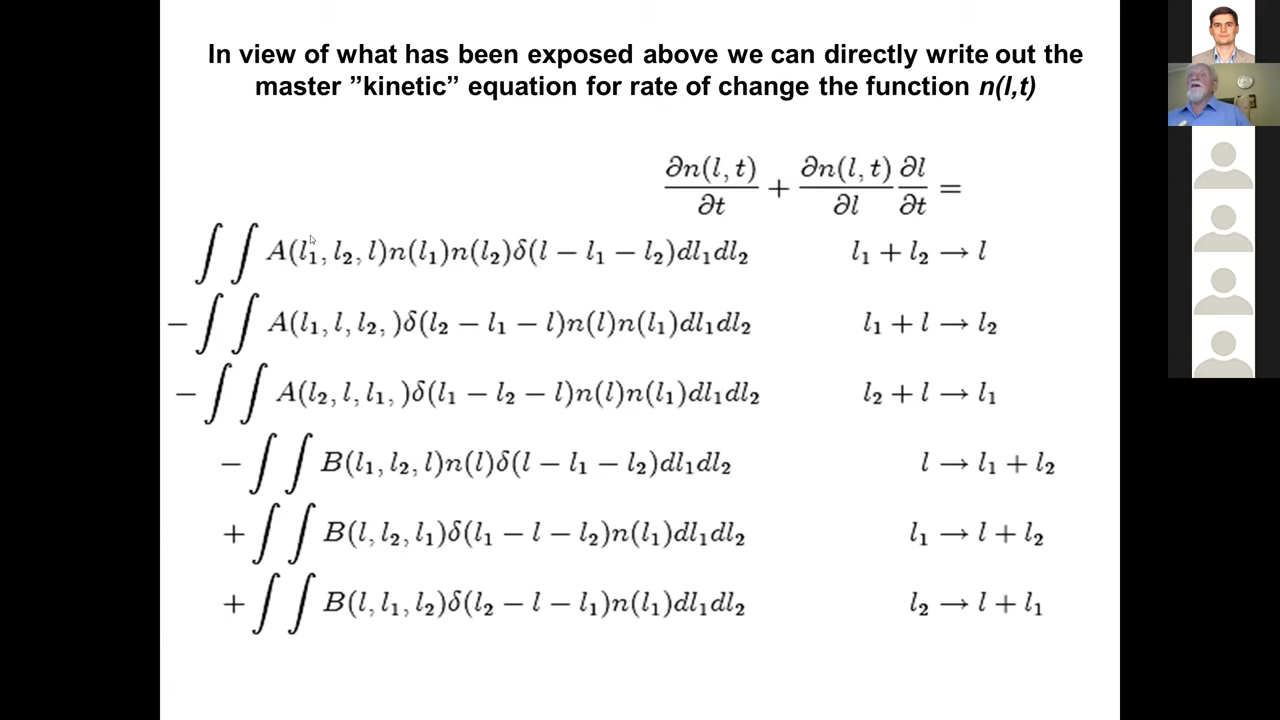 In view of what has been exposed above we can directly write out the
master ”kinetic” equation for rate of change the function n(l,t)
∂n(l, t)/∂t + ∂n(l, t)/∂l ∂l/∂t =
∫ ∫ A(l₁, l₂, l)n(l₁)n(l₂)δ(l − l₁ − l₂)dl₁dl₂ l₁ + l₂ → l
− ∫ ∫ A(l₁, l, l₂, )δ(l₂ − l₁ − l)n(l)n(l₁)dl₁dl₂ l₁ + l → l₂
− ∫ ∫ A(l₂, l, l₁, )δ(l₁ − l₂ − l)n(l)n(l₁)dl₁dl₂ l₂ + l → l₁
− ∫ ∫ B(l₁, l₂, l)n(l)δ(l − l₁ − l₂)dl₁dl₂ l → l₁ + l₂
+ ∫ ∫ B(l, l₂, l₁)δ(l₁ − l − l₂)n(l₁)dl₁dl₂ l₁ → l + l₂
+ ∫ ∫ B(l, l₁, l₂)δ(l₂ − l − l₁)n(l₁)dl₁dl₂ l₂ → l + l₁